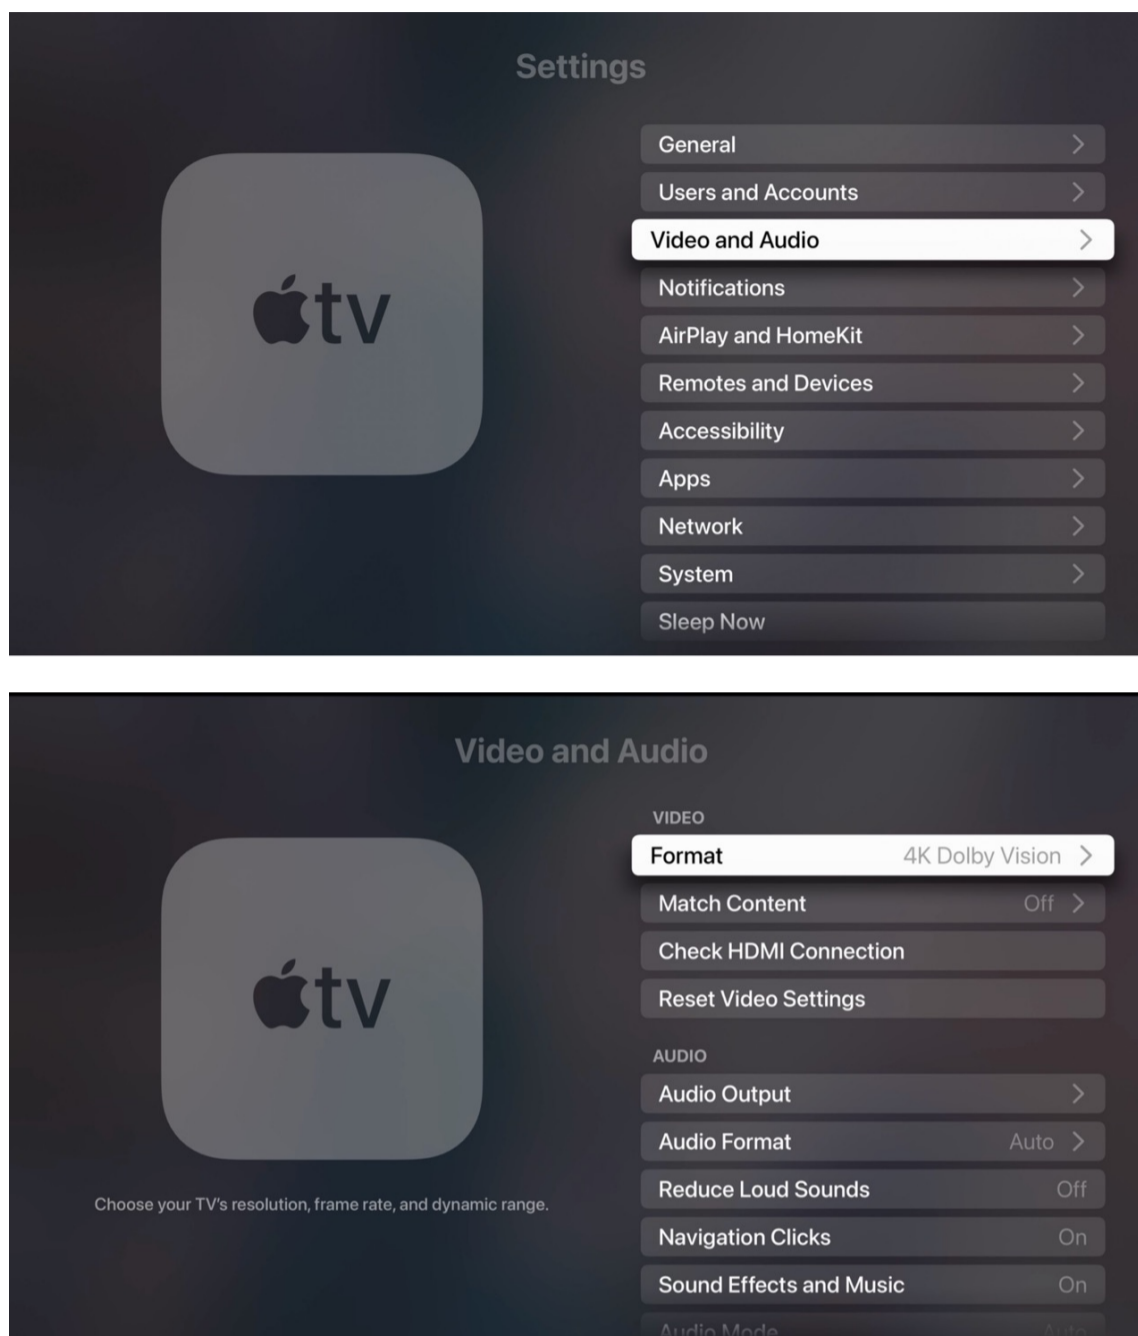 Settings
tv
General
Users and Accounts
Video and Audio
Notifications
AirPlay and HomeKit
Remotes and Devices
Accessibility
Apps
Network
System
Sleep Now
Video and Audio
tv
Choose your TV's resolution, frame rate, and dynamic range.
VIDEO
Format 4K Dolby Vision
Match Content Off
Check HDMI Connection
Reset Video Settings
AUDIO
Audio Output
Audio Format Auto
Reduce Loud Sounds Off
Navigation Clicks On
Sound Effects and Music On
Audio Mode Auto